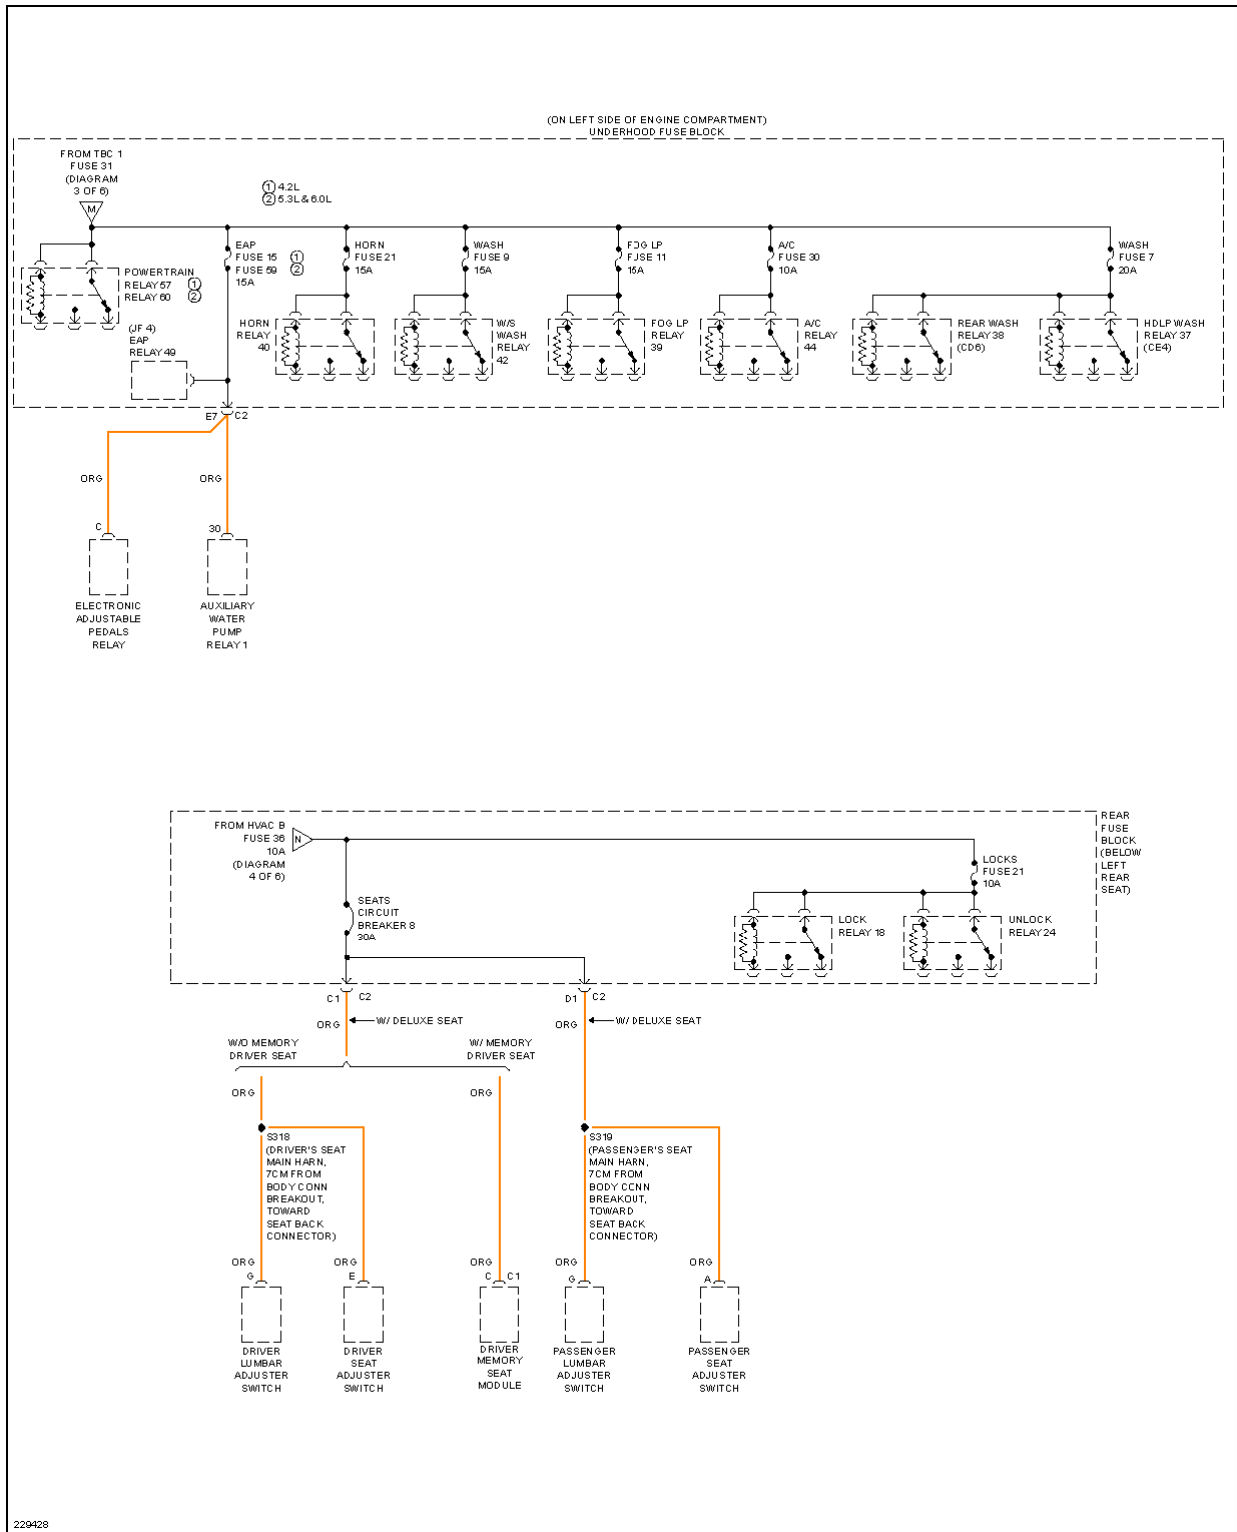 (ON LEFT SIDE OF ENGINE COMPARTMENT)
UNDERHOOD FUSE BLOCK
FROM TBC 1
FUSE 31
(DIAGRAM
3 OF 6)
M
① 4.2L
② 5.3L & 6.0L
POWERTRAIN
RELAY 57 ①
RELAY 60 ②
(JF 4)
EAP
RELAY 49
EAP
FUSE 15 ①
FUSE 59 ②
15A
HORN
FUSE 21
15A
WASH
FUSE 9
15A
FOG LP
FUSE 11
15A
A/C
FUSE 30
10A
WASH
FUSE 7
20A
HORN
RELAY
40
W/S
WASH
RELAY
42
FOG LP
RELAY
39
A/C
RELAY
44
REAR WASH
RELAY 38
(CD6)
HDLP WASH
RELAY 37
(CE4)
E7 C2
ORG ORG
C 30
ELECTRONIC
ADJUSTABLE
PEDALS
RELAY
AUXILIARY
WATER
PUMP
RELAY 1
FROM HVAC B
FUSE 36
10A
(DIAGRAM
4 OF 6)
N
REAR
FUSE
BLOCK
(BELOW
LEFT
REAR
SEAT)
LOCKS
FUSE 21
10A
SEATS
CIRCUIT
BREAKER 8
30A
LOCK
RELAY 18
UNLOCK
RELAY 24
C1 C2 D1 C2
ORG W/ DELUXE SEAT ORG W/ DELUXE SEAT
W/O MEMORY
DRIVER SEAT
W/ MEMORY
DRIVER SEAT
ORG ORG
S318
(DRIVER'S SEAT
MAIN HARN,
7CM FROM
BODY CONN
BREAKOUT,
TOWARD
SEAT BACK
CONNECTOR)
S319
(PASSENGER'S SEAT
MAIN HARN,
7CM FROM
BODY CCNN
BREAKOUT,
TOWARD
SEAT BACK
CONNECTOR)
ORG ORG ORG ORG ORG
G E C C1 G A
DRIVER
LUMBAR
ADJUSTER
SWITCH
DRIVER
SEAT
ADJUSTER
SWITCH
DRIVER
MEMORY
SEAT
MODULE
PASSENGER
LUMBAR
ADJUSTER
SWITCH
PASSENGER
SEAT
ADJUSTER
SWITCH
229428